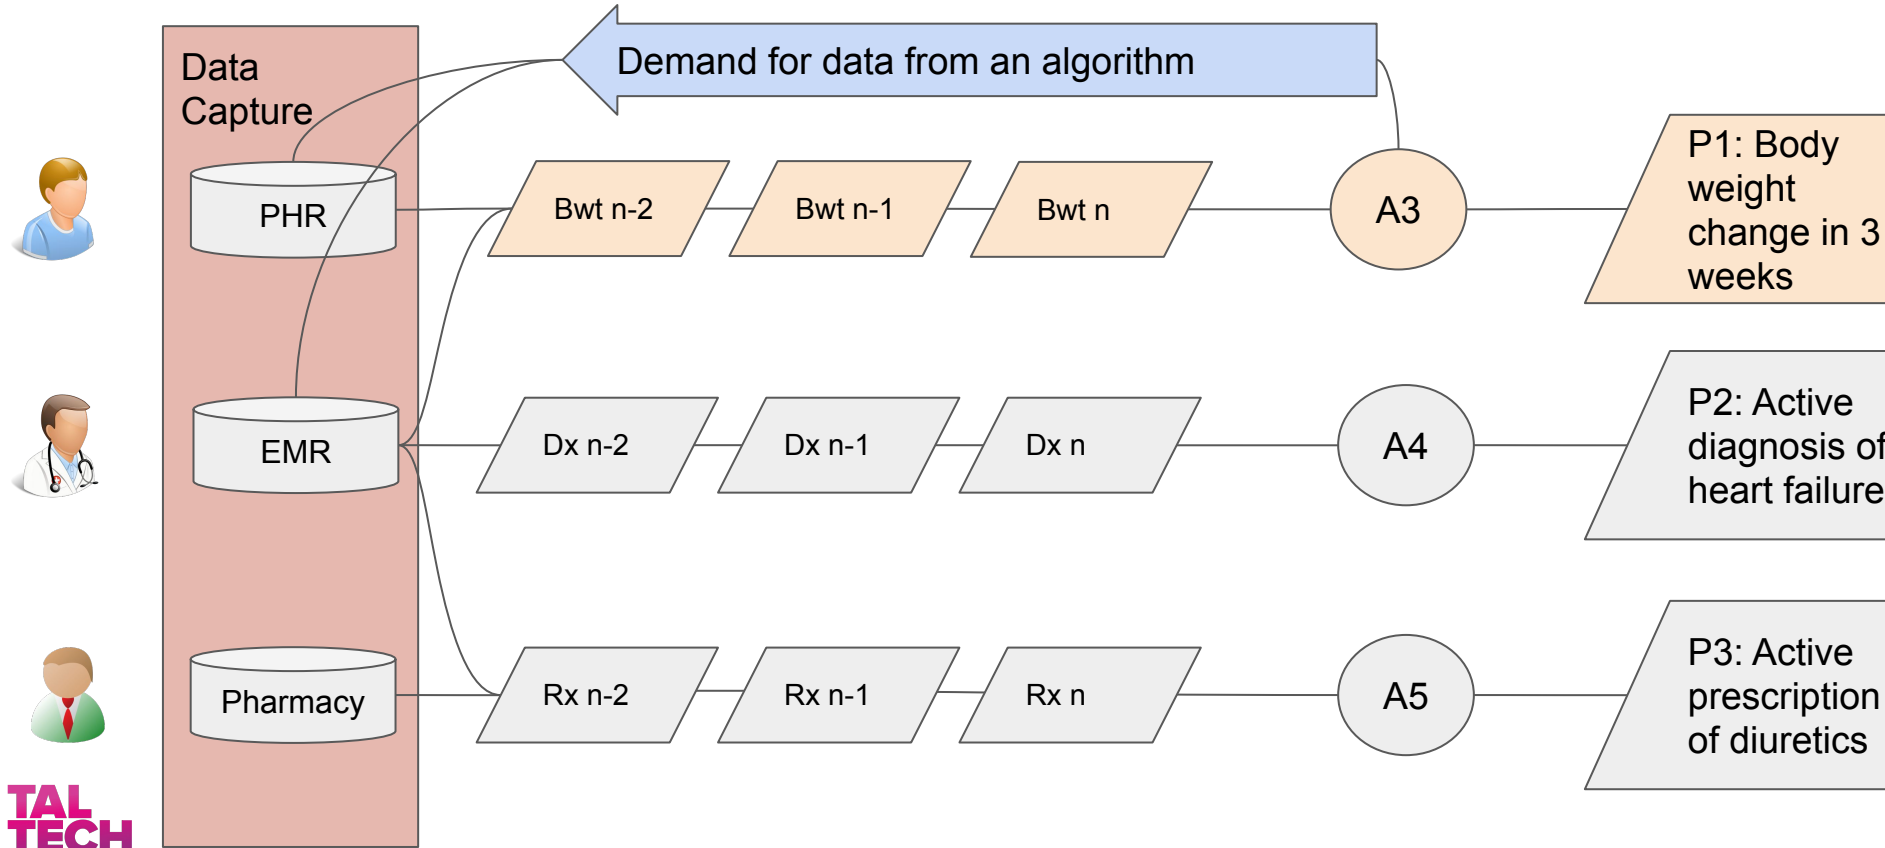 Demand for data from an algorithm
Data
Capture
PHR
Bwt n-2
Bwt n-1
Bwt n
A3
P1: Body
weight
change in 3
weeks
EMR
Dx n-2
Dx n-1
Dx n
A4
P2: Active
diagnosis of
heart failure
Pharmacy
Rx n-2
Rx n-1
Rx n
A5
P3: Active
prescription
of diuretics
TAL
TECH